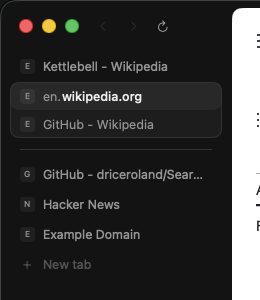 E Kettlebell - Wikipedia
E en.wikipedia.org
E GitHub - Wikipedia
G GitHub - driceroland/Sear...
N Hacker News
E Example Domain
+ New tab